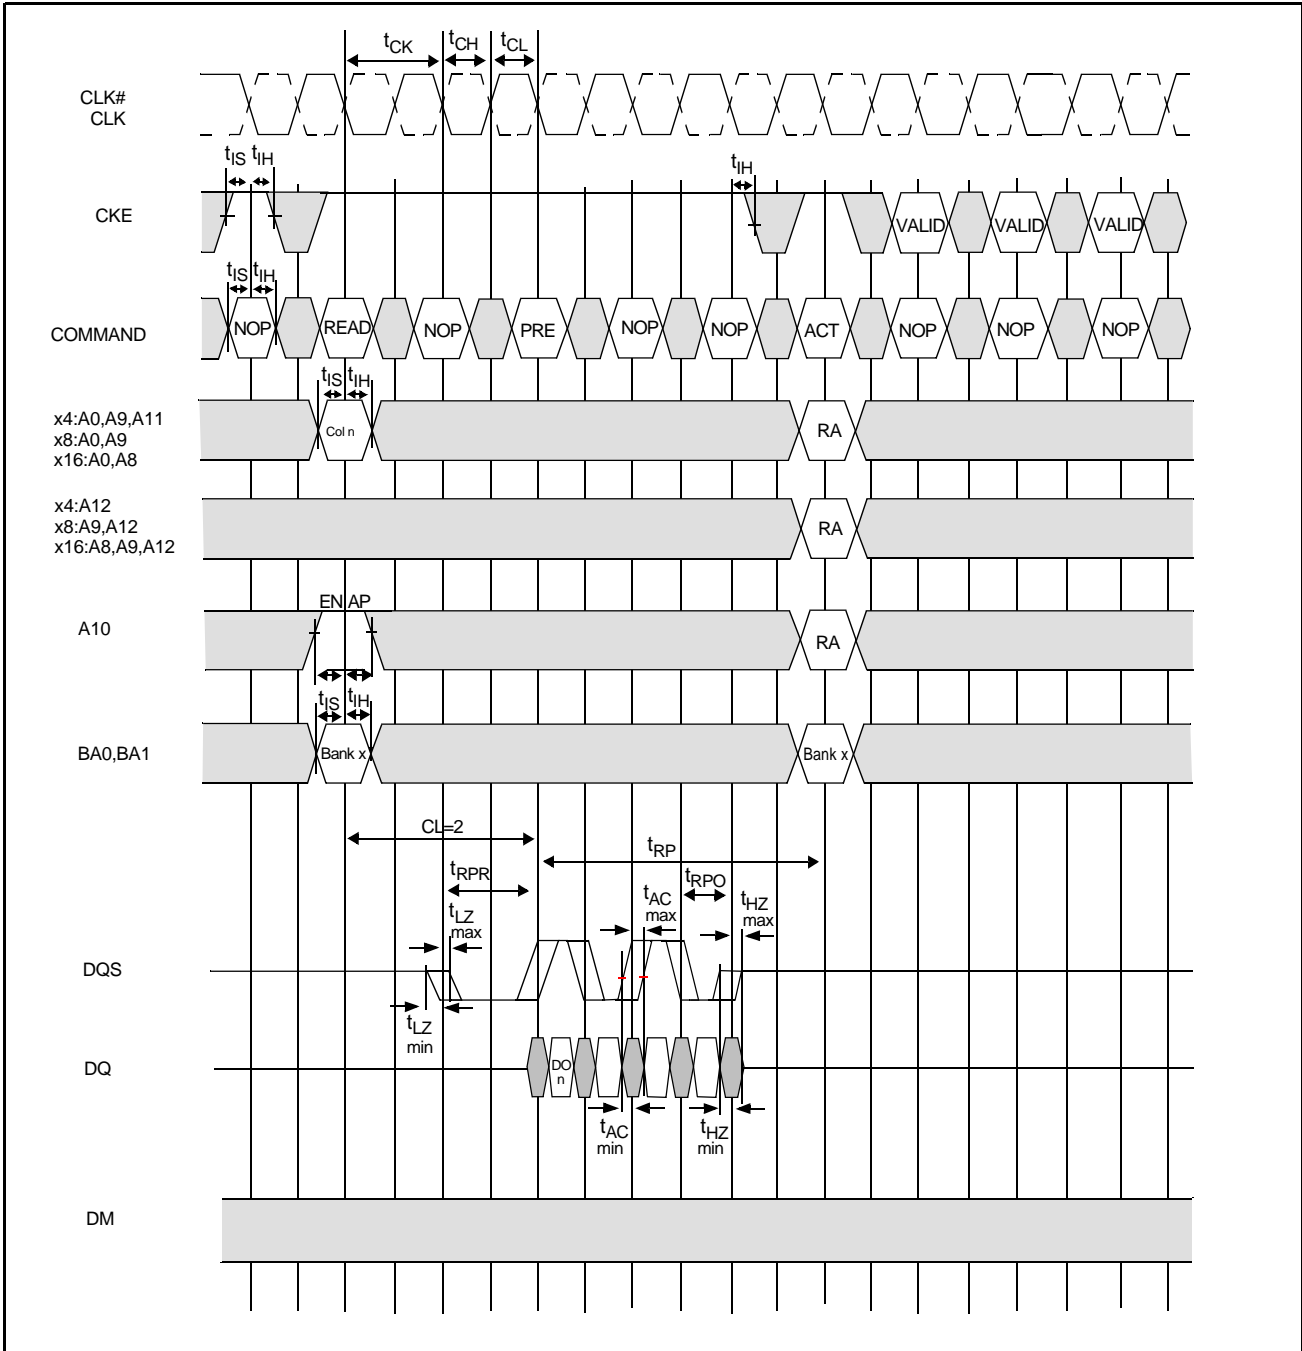 tCK tCH tCL
CLK#
CLK
tIS tIH tIH
CKE VALID VALID VALID
tIS tIH
COMMAND NOP READ NOP PRE NOP NOP ACT NOP NOP NOP
tIS tIH
x4:A0,A9,A11
x8:A0,A9
x16:A0,A8
Col n RA
x4:A12
x8:A9,A12
x16:A8,A9,A12
RA
EN AP
A10 RA
tIS tIH
BA0,BA1 Bank x Bank x
CL=2
tRP
tRPR tRPO
tLZ
max
tAC
max
tHZ
max
DQS
tLZ
min
DQ DO
n
tAC
min
tHZ
min
DM